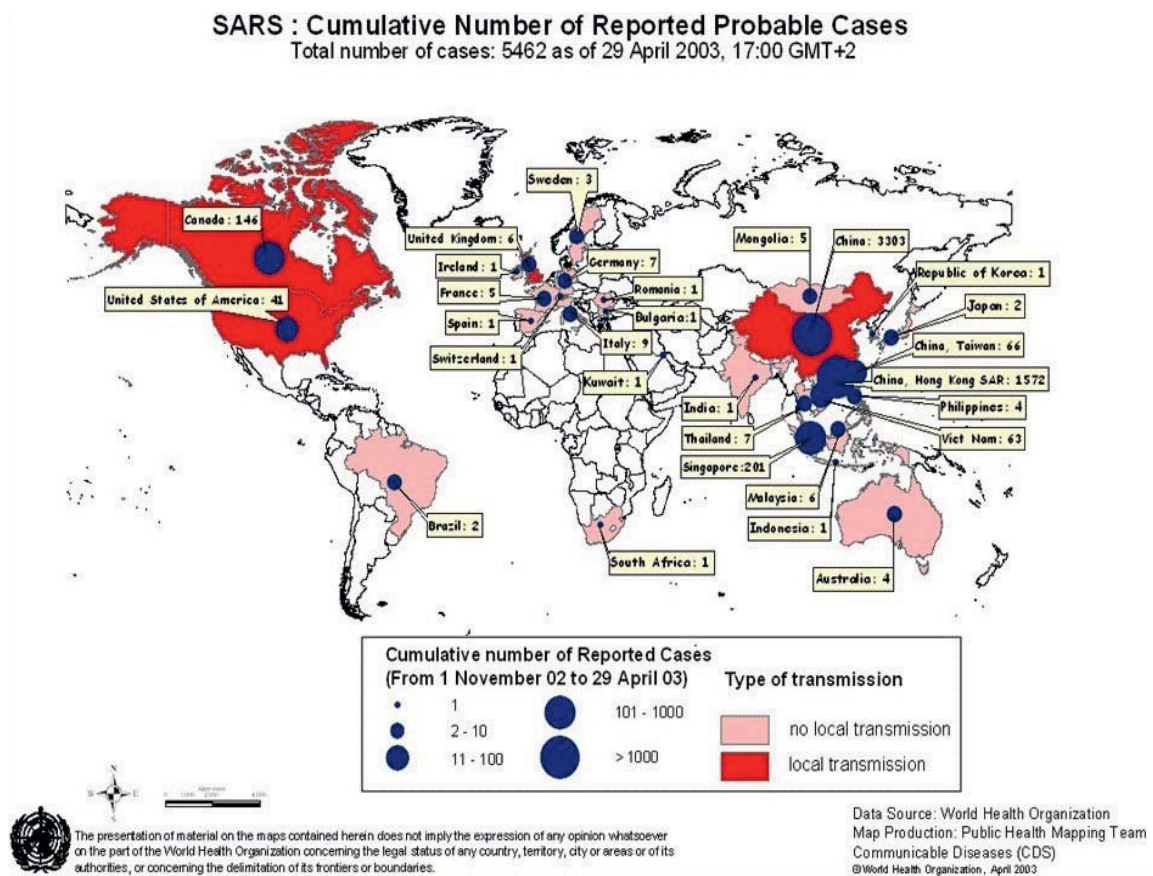 SARS : Cumulative Number of Reported Probable Cases
Total number of cases: 5462 as of 29 April 2003, 17:00 GMT+2
Sweden: 3
Canada: 146
United Kingdom: 6
Mongolia: 5
China: 3303
Ireland: 1
Germany: 7
Republic of Korea: 1
United States of America: 41
France: 5
Romania: 1
Japan: 2
Spain: 1
Bulgaria:1
Switzerland: 1
Italy: 9
China, Taiwan: 66
Kuwait: 1
China, Hong Kong SAR: 1572
India: 1
Philippines: 4
Thailand: 7
Viet Nam: 63
Singapore:201
Malaysia: 6
Brazil: 2
Indonesia: 1
South Africa: 1
Australia: 4
Cumulative number of Reported Cases
(From 1 November 02 to 29 April 03)
Type of transmission
1
2 - 10
11 - 100
101 - 1000
> 1000
no local transmission
local transmission
N
W
E
S
The presentation of material on the maps contained herein does not imply the expression of any opinion whatsoever
on the part of the World Health Organization concerning the legal status of any country, territory, city or areas or of its
authorities, or concerning the delimitation of its frontiers or boundaries.
Data Source: World Health Organization
Map Production: Public Health Mapping Team
Communicable Diseases (CDS)
©World Health Organization, April 2003